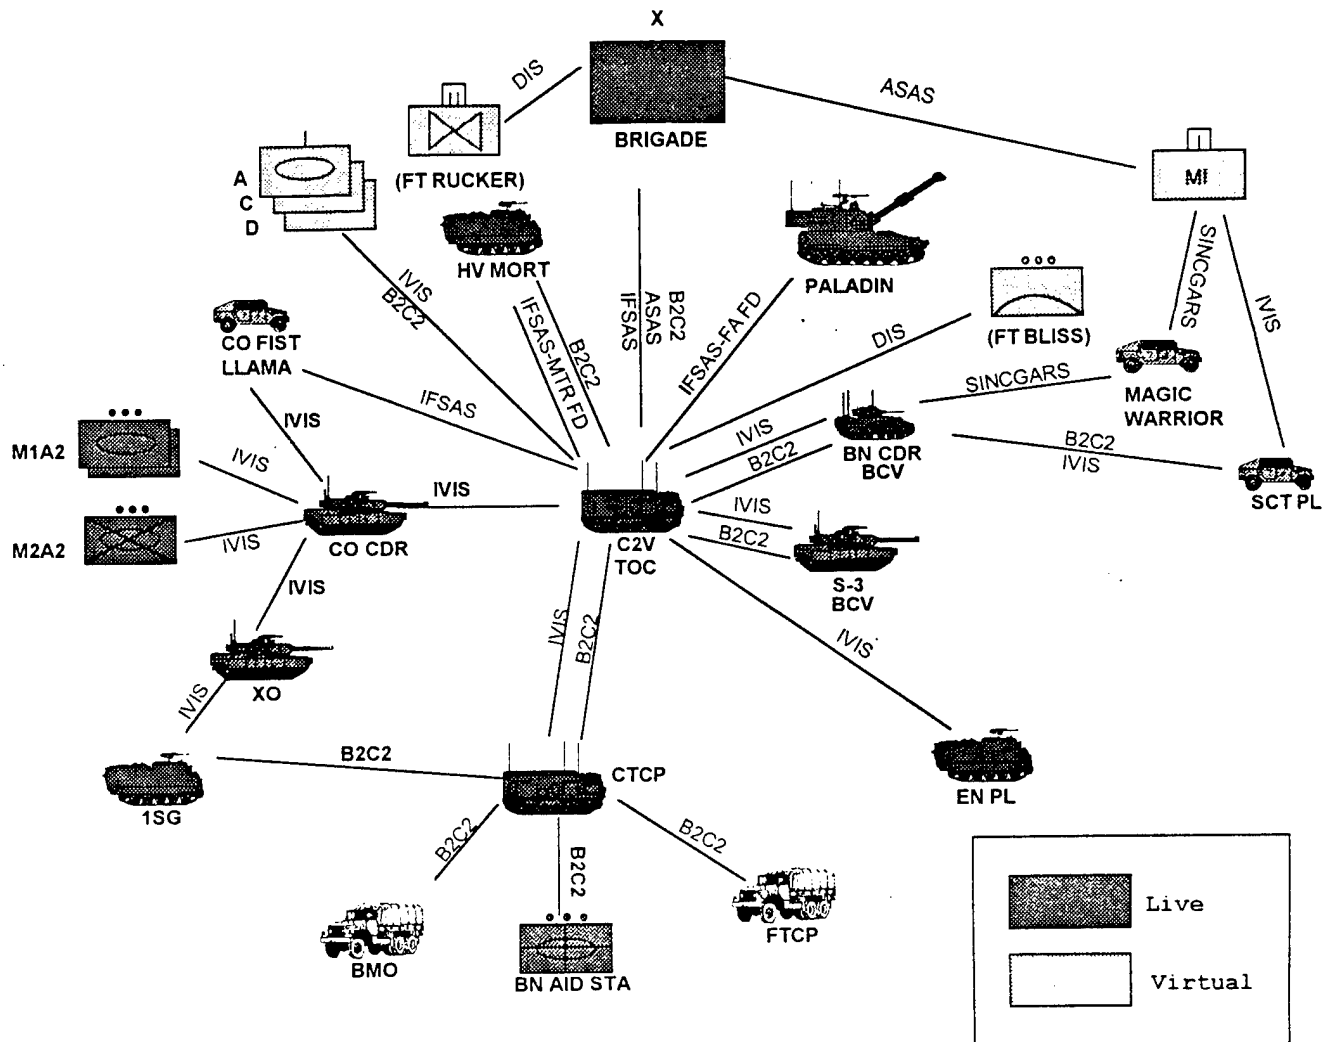 X
DIS
ASAS
BRIGADE
(FT RUCKER)
MI
A
C
D
HV MORT
PALADIN
(FT BLISS)
SINCGARS
IVIS
IVIS
B2C2
IFSAS-MTR FD
B2C2
IFSAS
ASAS
B2C2
IFSAS-FA FD
DIS
CO FIST
LLAMA
IFSAS
IVIS
SINCGARS
MAGIC
WARRIOR
M1A2
IVIS
IVIS
B2C2
BN CDR
BCV
B2C2
IVIS
SCT PL
M2A2
IVIS
CO CDR
IVIS
C2V
TOC
IVIS
B2C2
S-3
BCV
IVIS
IVIS
B2C2
IVIS
XO
IVIS
1SG
B2C2
CTCP
EN PL
B2C2
B2C2
B2C2
BMO
BN AID STA
FTCP
Live
Virtual